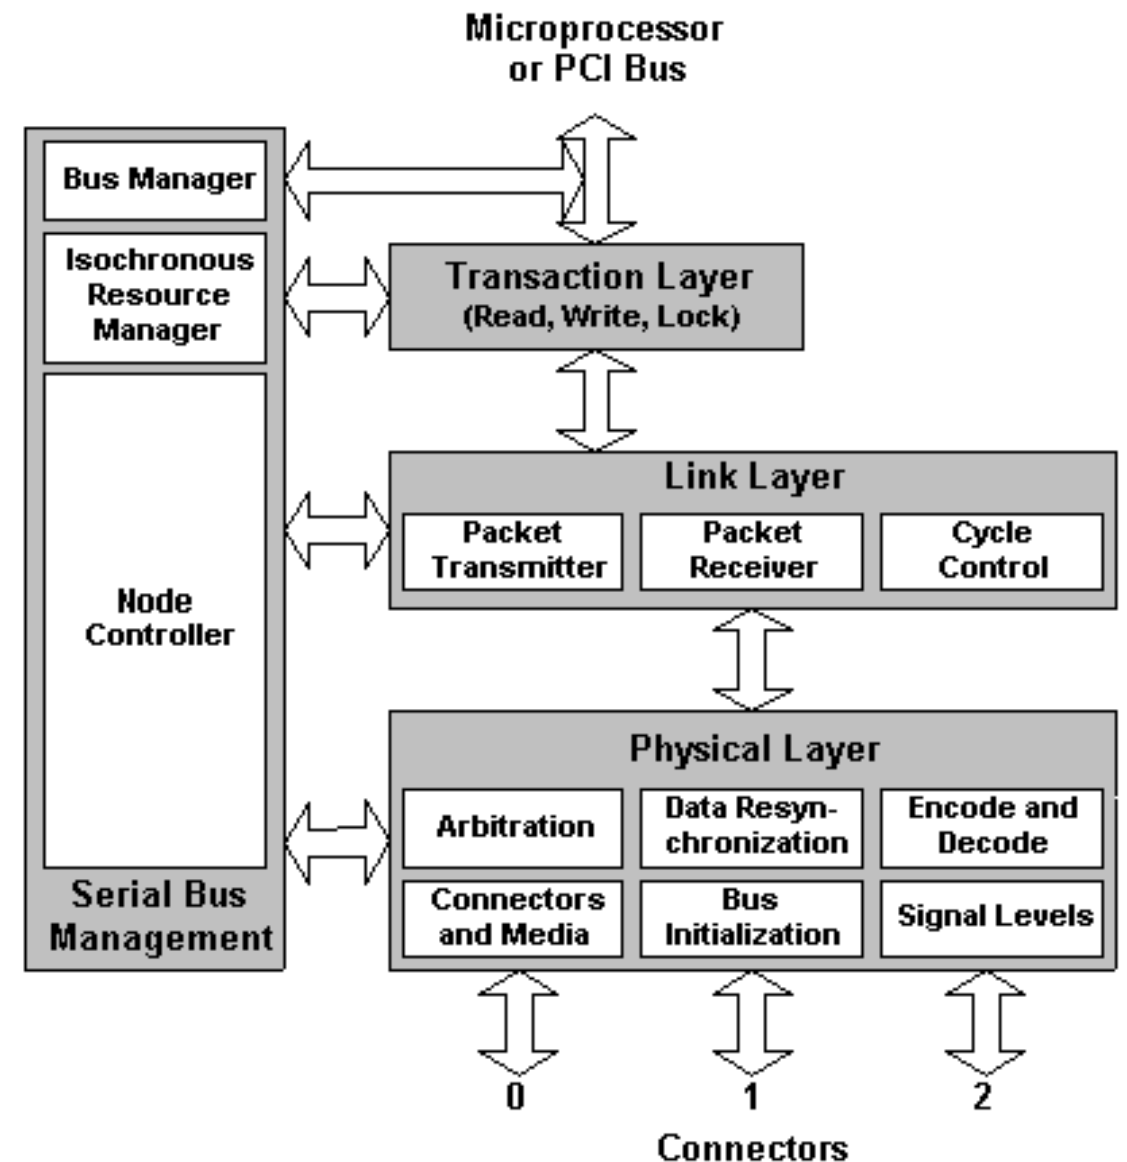 Microprocessor
or PCI Bus
Bus Manager
Isochronous
Resource
Manager
Node
Controller
Serial Bus
Management
Transaction Layer
(Read, Write, Lock)
Link Layer
Packet
Transmitter
Packet
Receiver
Cycle
Control
Physical Layer
Arbitration
Data Resyn-
chronization
Encode and
Decode
Connectors
and Media
Bus
Initialization
Signal Levels
0
1
2
Connectors